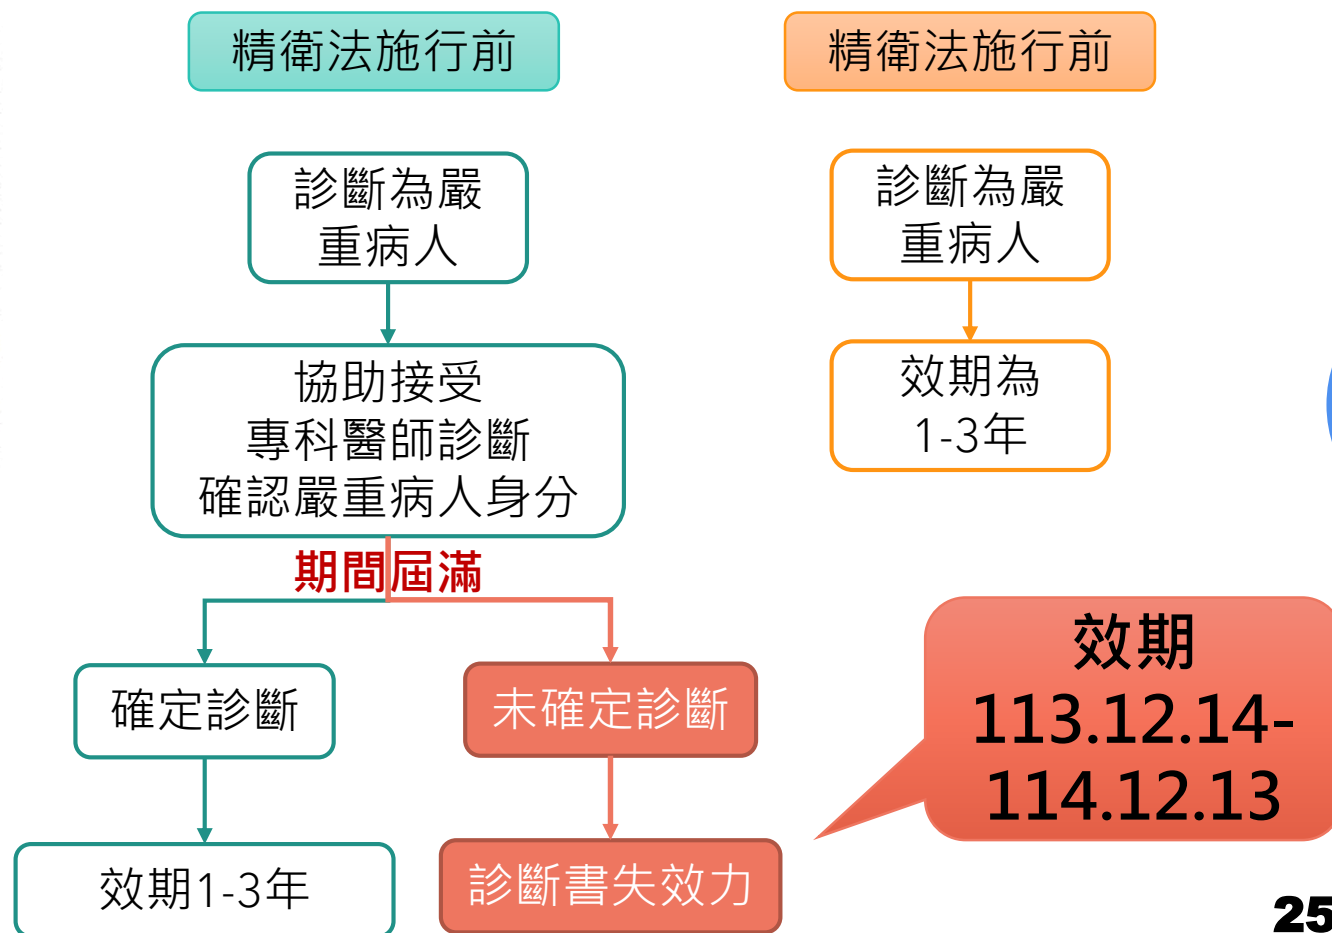 精衛法施行前
診斷為嚴
重病人
協助接受
專科醫師診斷
確認嚴重病人身分
期間屆滿
確定診斷
未確定診斷
效期1-3年
診斷書失效力
精衛法施行前
診斷為嚴
重病人
效期為
1-3年
效期
113.12.14-
114.12.13
25